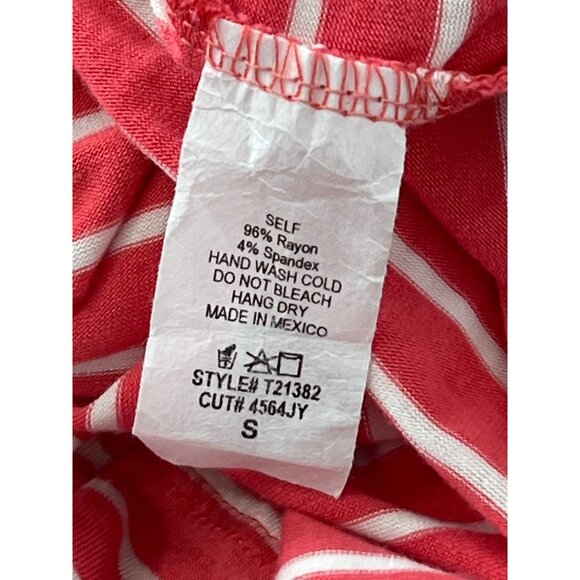 SELF
96% Rayon
4% Spandex
HAND WASH COLD
DO NOT BLEACH
HANG DRY
MADE IN MEXICO
STYLE# T21382
CUT# 4564JY
S